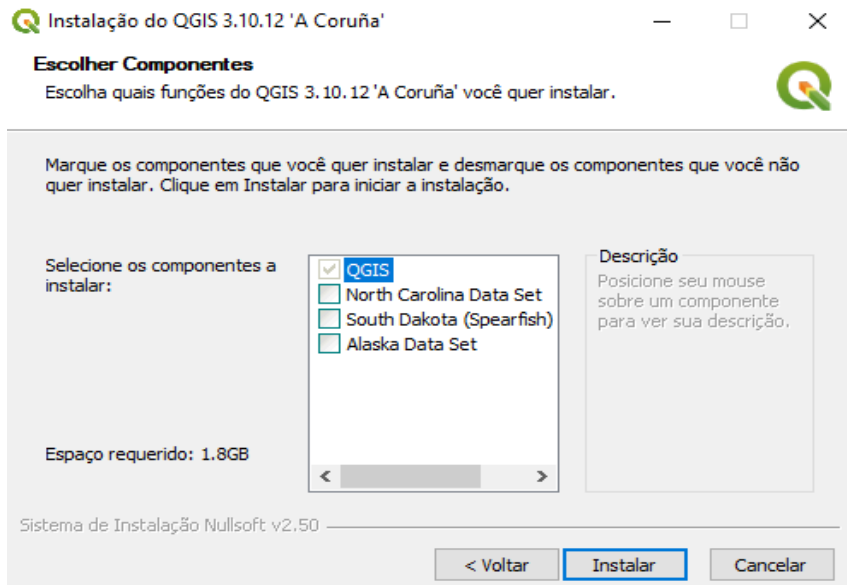 Instalação do QGIS 3.10.12 'A Coruña'
Escolher Componentes
Escolha quais funções do QGIS 3.10.12 'A Coruña' você quer instalar.
Marque os componentes que você quer instalar e desmarque os componentes que você não
quer instalar. Clique em Instalar para iniciar a instalação.
Selecione os componentes a
instalar:
QGIS
North Carolina Data Set
South Dakota (Spearfish)
Alaska Data Set
Descrição
Posicione seu mouse
sobre um componente
para ver sua descrição.
Espaço requerido: 1.8GB
Sistema de Instalação Nullsoft v2.50
< Voltar
Instalar
Cancelar